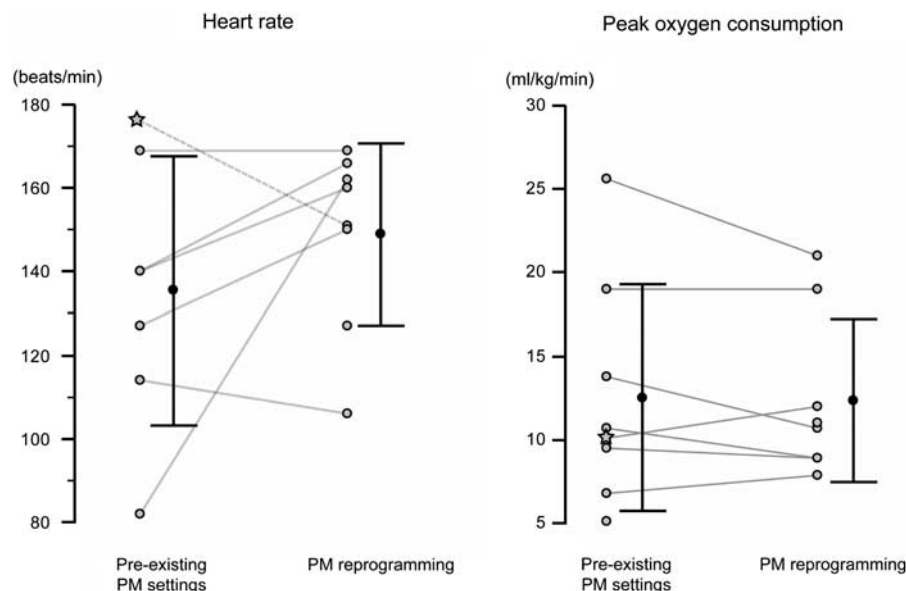 Heart rate
(beats/min)
180
160
140
120
100
80
Pre-existing
PM settings
PM reprogramming
Peak oxygen consumption
(ml/kg/min)
30
25
20
15
10
5
Pre-existing
PM settings
PM reprogramming